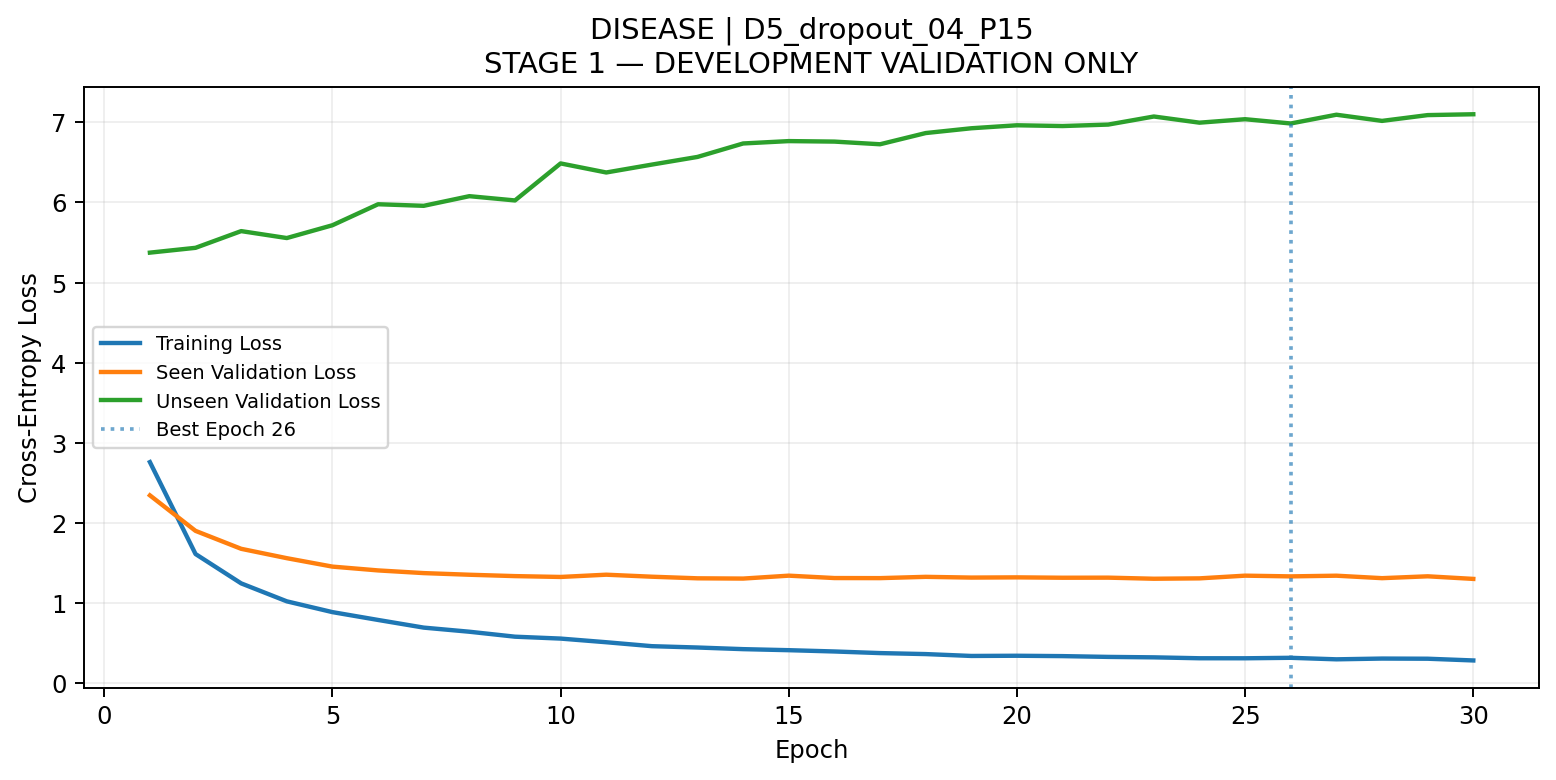 DISEASE | D5_dropout_04_P15
STAGE 1 — DEVELOPMENT VALIDATION ONLY
Cross-Entropy Loss
7
6
5
4
3
2
1
0
Training Loss
Seen Validation Loss
Unseen Validation Loss
Best Epoch 26
0 5 10 15 20 25 30
Epoch